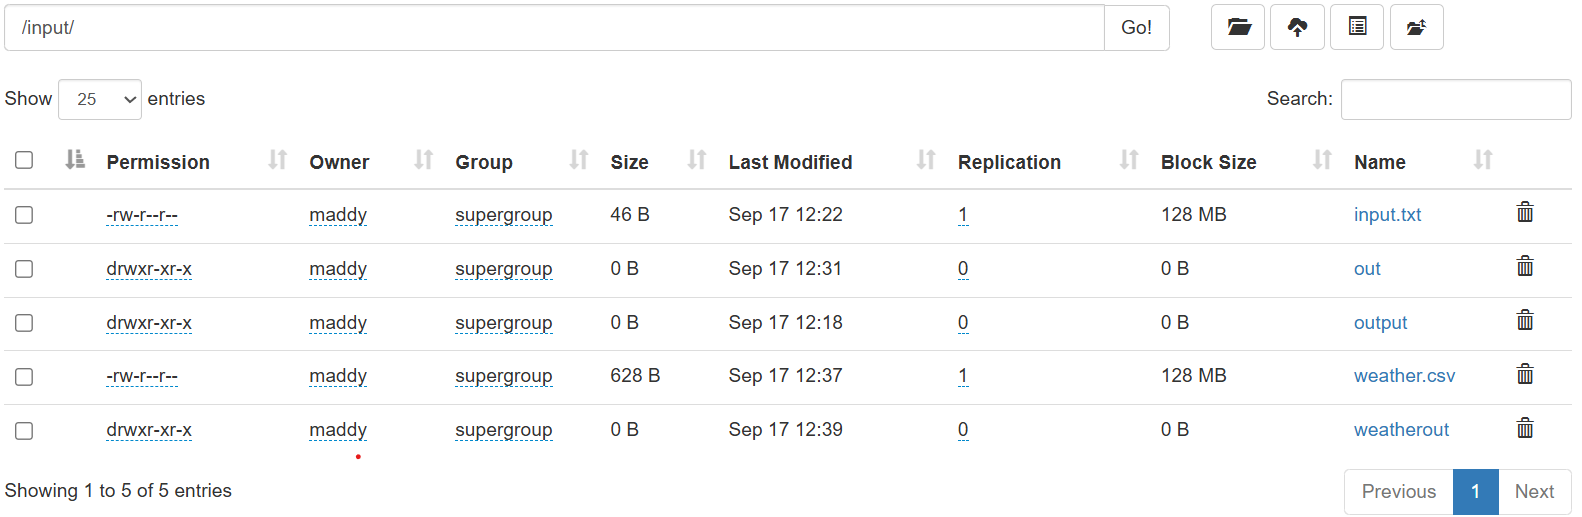 /input/ Go!
Show 25 entries Search:
Permission Owner Group Size Last Modified Replication Block Size Name
-rw-r--r-- maddy supergroup 46 B Sep 17 12:22 1 128 MB input.txt
drwxr-xr-x maddy supergroup 0 B Sep 17 12:31 0 0 B out
drwxr-xr-x maddy supergroup 0 B Sep 17 12:18 0 0 B output
-rw-r--r-- maddy supergroup 628 B Sep 17 12:37 1 128 MB weather.csv
drwxr-xr-x maddy supergroup 0 B Sep 17 12:39 0 0 B weatherout
Showing 1 to 5 of 5 entries Previous 1 Next